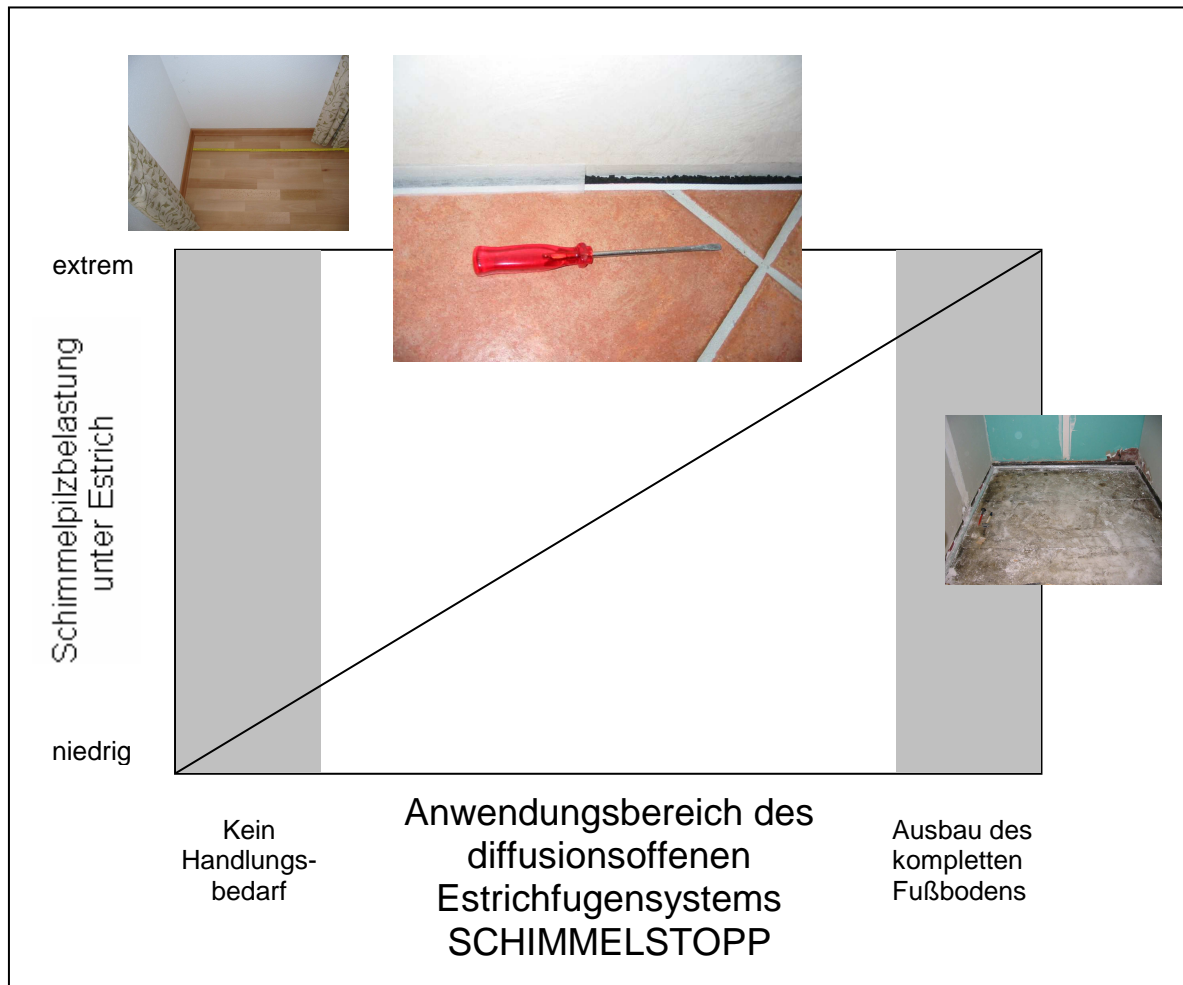 extrem
Schimmelpilzbelastung
unter Estrich
niedrig
Kein
Handlungs-
bedarf
Anwendungsbereich des
diffusionsoffenen
Estrichfugensystems
SCHIMMELSTOPP
Ausbau des
kompletten
Fußbodens